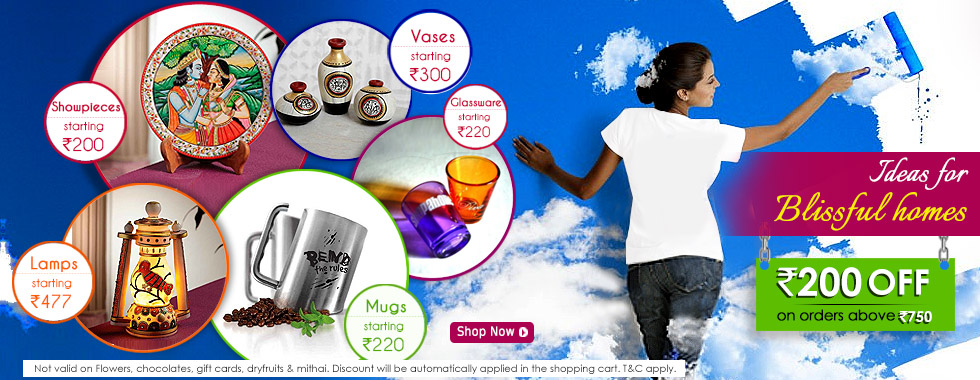 Showpieces
starting
₹200
Vases
starting
₹300
Glassware
starting
₹220
Lamps
starting
₹477
BEND
the rules
Mugs
starting
₹220
Shop Now
Ideas for
Blissful homes
₹200 OFF
on orders above ₹750
Not valid on Flowers, chocolates, gift cards, dryfruits & mithai. Discount will be automatically applied in the shopping cart. T&C apply.